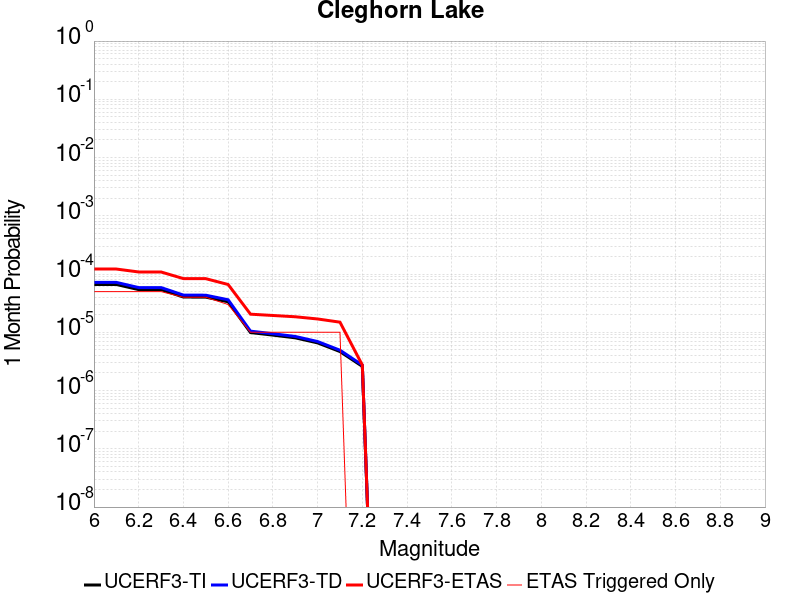 Cleghorn Lake
10^0
10^-1
10^-2
10^-3
10^-4
10^-5
10^-6
10^-7
10^-8
1 Month Probability
6 6.2 6.4 6.6 6.8 7 7.2 7.4 7.6 7.8 8 8.2 8.4 8.6 8.8 9
Magnitude
UCERF3-TI UCERF3-TD UCERF3-ETAS ETAS Triggered Only